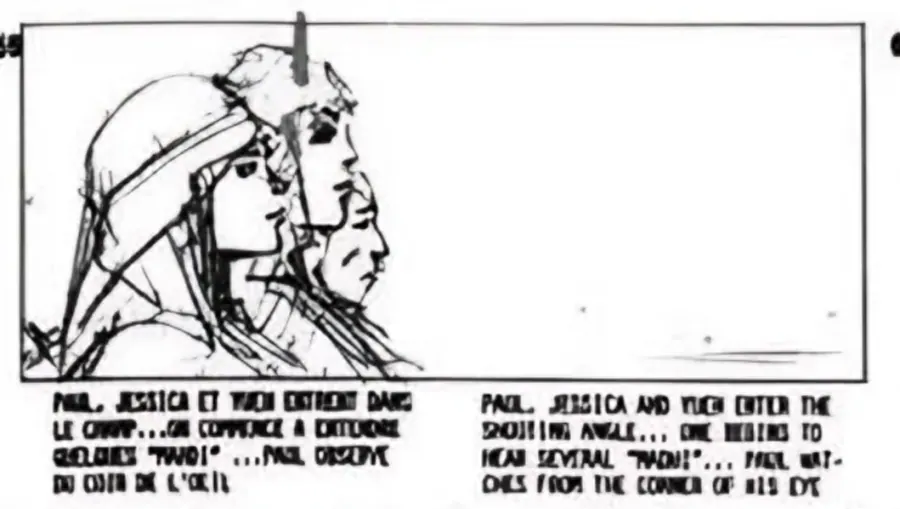 PAUL, JESSICA ET YUEH ENTRENT DANS
LE CHAMP...ON COMMENCE A ENTENDRE
QUELQUES "MAHDI" ...PAUL OBSERVE
DU COIN DE L'OEIL
PAUL, JESSICA AND YUEH ENTER THE
SHOOTING ANGLE... ONE BEGINS TO
HEAR SEVERAL "MADHI"... PAUL WAT-
CHES FROM THE CORNER OF HIS EYE